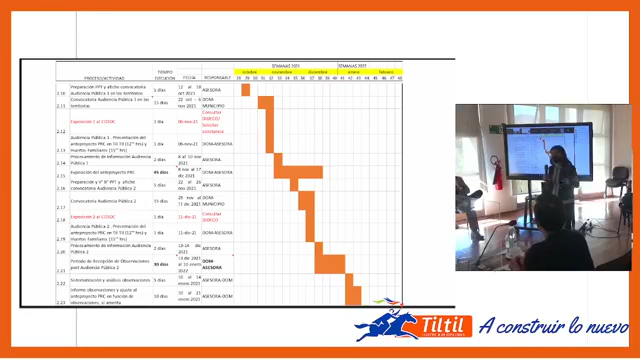 SEMANAS 2021
octubre noviembre diciembre enero febrero
PROCESO/ACTIVIDAD TIEMPO EJECUCIÓN FECHA RESPONSABLE
2.10 Preparación PPT y afiche convocatoria Audiencia Pública 1 en los territorios 5 días 12 al 18 oct 2021 ASESORA
2.11 Convocatoria Audiencia Pública 1 en las territorios 15 días 22 oct - 6 nov 2021 DOM- MUNICIPIO
2.12 Exposición 1 al COSOC 1 día 06-nov-21 Consultar DIDECO/ Solicitar constancia
2.13 Audiencia Pública 1 - Presentación del anteproyecto PRC en Til Til (12°° hrs) y Huertos Familiares (15°° hrs) 1 día 06-nov-21 DOM-ASESORA
2.14 Procesamiento de Información Audiencia Pública 1 2 días 8 al 10 nov 2021 ASESORA
2.15 Exposición del anteproyecto PRC 45 días 8 nov al 17 dic 2021 DOM-ASESORA
2.16 Preparación y V° B° PPT y afiche convocatoria Audiencia Pública 2 5 días 22 al 26 nov 2021 ASESORA
2.17 Convocatoria Audiencia Pública 2 15 días 29 nov al 11 dic 2021 DOM- MUNICIPIO
2.18 Exposición 2 al COSOC 1 día 11-dic-21 Consultar DIDECO
2.19 Audiencia Pública 2 - Presentación del anteproyecto PRC en Til Til (12°° hrs) y Huertos Familiares (15°° hrs) 1 día 11-dic-21 DOM-ASESORA
2.20 Procesamiento de Información Audiencia Pública 2 2 días 13-14 dic 2021 ASESORA
2.21 Periodo de Recepción de Observaciones post Audiencia Pública 2 30 días 13 dic 2021 al 10 enero 2022 DOM- ASESORA
2.22 Sistematización y análisis observaciones 5 días 10 al 14 enero 2021 ASESORA-DOM
2.23 Informe observaciones y ajuste al anteproyecto PRC en función de observaciones, si amerita 10 días enero 2021 ASESORA-DOM
Tiltil
A construir lo nuevo